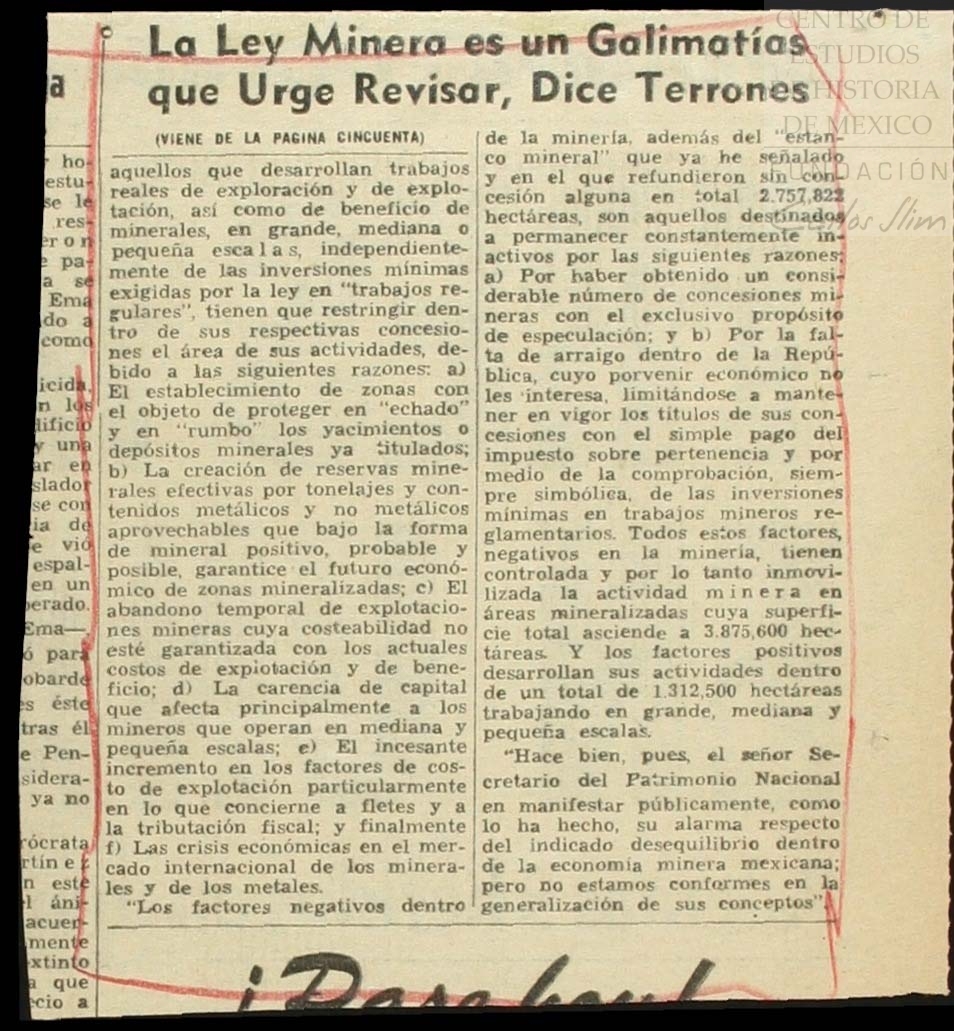 La Ley Minera es un Galimatías
que Urge Revisar, Dice Terrones
(VIENE DE LA PAGINA CINCUENTA)
aquellos que desarrollan trabajos
reales de exploración y de explo-
tación, así como de beneficio de
minerales, en grande, mediana o
pequeña escalas, independiente-
mente de las inversiones mínimas
exigidas por la ley en "trabajos re-
gulares", tienen que restringir den-
tro de sus respectivas concesio-
nes el área de sus actividades, de-
bido a las siguientes razones: a)
El establecimiento de zonas con
el objeto de proteger en "echado"
y en "rumbo" los yacimientos o
depósitos minerales ya titulados;
b) La creación de reservas mine-
rales efectivas por tonelajes y con-
tenidos metálicos y no metálicos
aprovechables que bajo la forma
de mineral positivo, probable y
posible, garantice el futuro econó-
mico de zonas mineralizadas; c) El
abandono temporal de explotacio-
nes mineras cuya costeabilidad no
esté garantizada con los actuales
costos de explotación y de bene-
ficio; d) La carencia de capital
que afecta principalmente a los
mineros que operan en mediana y
pequeña escalas; e) El incesante
incremento en los factores de cos-
to de explotación particularmente
en lo que concierne a fletes y a
la tributación fiscal; y finalmente
f) Las crisis económicas en el mer-
cado internacional de los minera-
les y de los metales.
"Los factores negativos dentro
de la minería, además del "estan-
co mineral" que ya he señalado
y en el que refundieron sin con-
cesión alguna en total 2.757,822
hectáreas, son aquellos destinados
a permanecer constantemente in-
activos por las siguientes razones:
a) Por haber obtenido un consi-
derable número de concesiones mi-
neras con el exclusivo propósito
de especulación; y b) Por la fal-
ta de arraigo dentro de la Repú-
blica, cuyo porvenir económico no
les interesa, limitándose a mante-
ner en vigor los títulos de sus con-
cesiones con el simple pago del
impuesto sobre pertenencia y por
medio de la comprobación, siem-
pre simbólica, de las inversiones
mínimas en trabajos mineros re-
glamentarios. Todos estos factores,
negativos en la minería, tienen
controlada y por lo tanto inmovi-
lizada la actividad minera en
áreas mineralizadas cuya superfi-
cie total asciende a 3.875,600 hec-
táreas. Y los factores positivos
desarrollan sus actividades dentro
de un total de 1.312,500 hectáreas
trabajando en grande, mediana y
pequeña escalas.
"Hace bien, pues, el señor Se-
cretario del Patrimonio Nacional
en manifestar públicamente, como
lo ha hecho, su alarma respecto
del indicado desequilibrio dentro
de la economía minera mexicana;
pero no estamos conformes en la
generalización de sus conceptos".
CENTRO DE
ESTUDIOS
DE HISTORIA
DE MEXICO
FUNDACIÓN
Carlos Slim